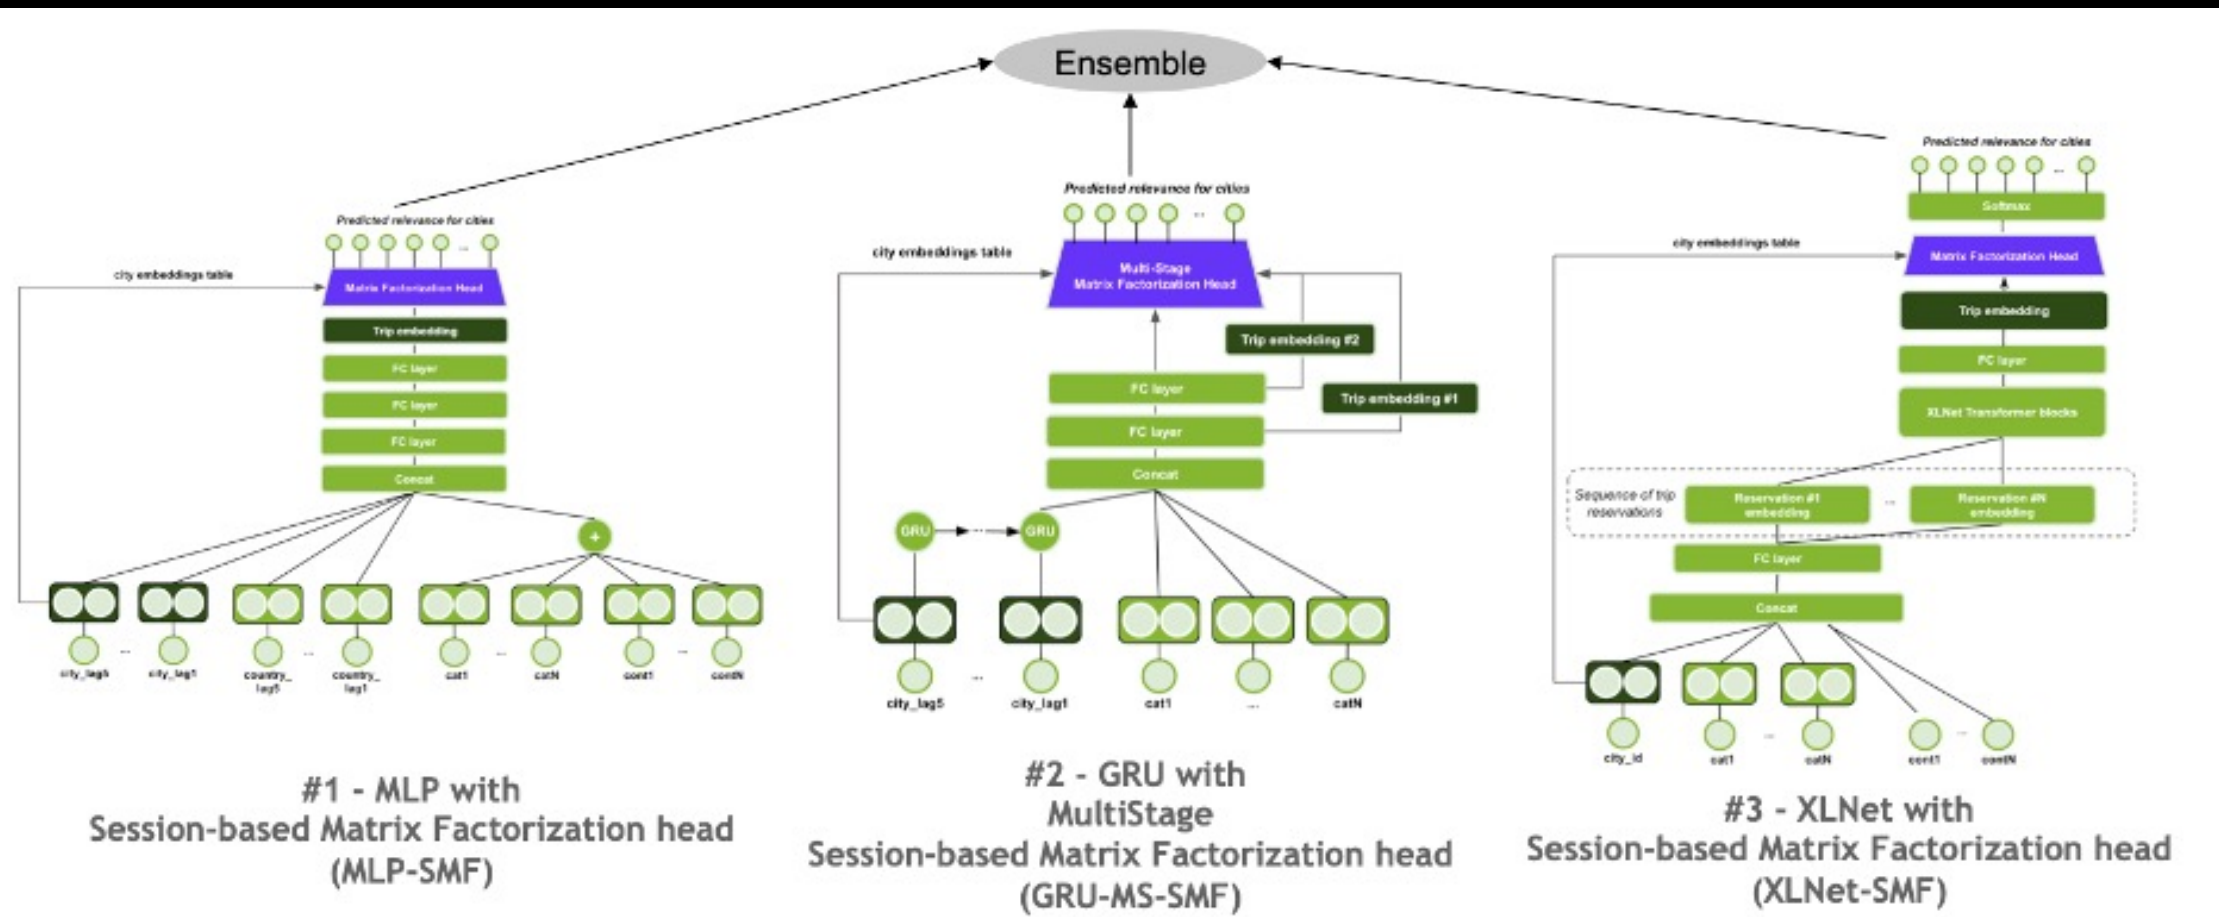 Ensemble
Predicted relevance for cities
...
city embeddings table
Matrix Factorization Head
Trip embedding
FC layer
FC layer
FC layer
Concat
+
city_lag5
...
city_lag1
country_
lag5
...
country_
lag1
cat1
...
catN
cont1
...
contN
#1 - MLP with
Session-based Matrix Factorization head
(MLP-SMF)
Predicted relevance for cities
...
city embeddings table
Multi-Stage
Matrix Factorization Head
Trip embedding #2
Trip embedding #1
FC layer
FC layer
Concat
GRU
...
GRU
city_lag5
...
city_lag1
cat1
...
catN
#2 - GRU with
MultiStage
Session-based Matrix Factorization head
(GRU-MS-SMF)
Predicted relevance for cities
...
Softmax
city embeddings table
Matrix Factorization Head
Trip embedding
FC layer
XLNet Transformer blocks
Sequence of trip
reservations
Reservation #1
embedding
...
Reservation #N
embedding
FC layer
Concat
city_id
cat1
...
catN
cont1
...
contN
#3 - XLNet with
Session-based Matrix Factorization head
(XLNet-SMF)